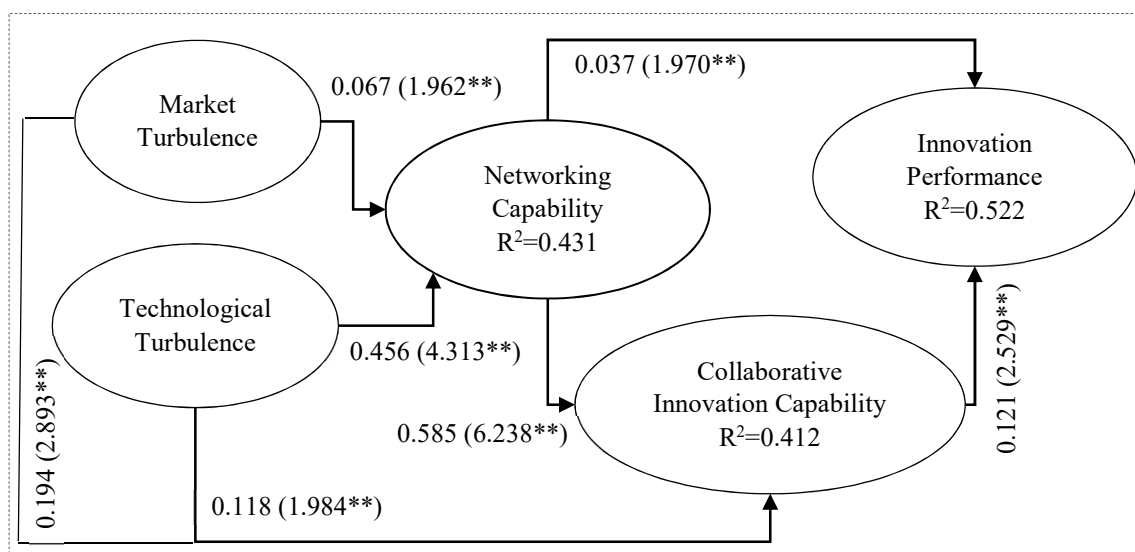 0.067 (1.962**)
0.037 (1.970**)
Market
Turbulence
Networking
Capability
R²=0.431
Innovation
Performance
R²=0.522
Technological
Turbulence
0.456 (4.313**)
Collaborative
Innovation Capability
R²=0.412
0.585 (6.238**)
0.121 (2.529**)
0.194 (2.893**)
0.118 (1.984**)